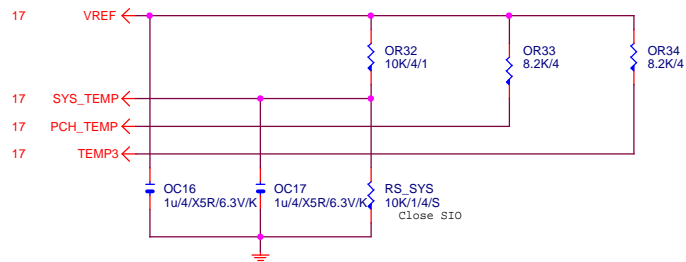 17 VREF
OR32
10K/4/1
OR33
8.2K/4
OR34
8.2K/4
17 SYS_TEMP
17 PCH_TEMP
17 TEMP3
OC16
1u/4/X5R/6.3V/K
OC17
1u/4/X5R/6.3V/K
RS_SYS
10K/1/4/S
Close SIO